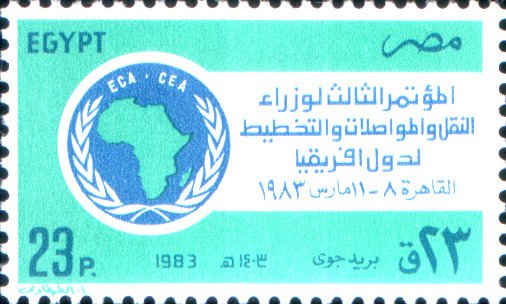 EGYPT
مصر
ECA · CEA
المؤتمر الثالث لوزراء
النقل والمواصلات والتخطيط
لدول افريقيا
القاهرة ٨-١١ مارس ١٩٨٣
23 P.
1983
١٤٠٣ هـ
بريد جوى
٢٣ ق